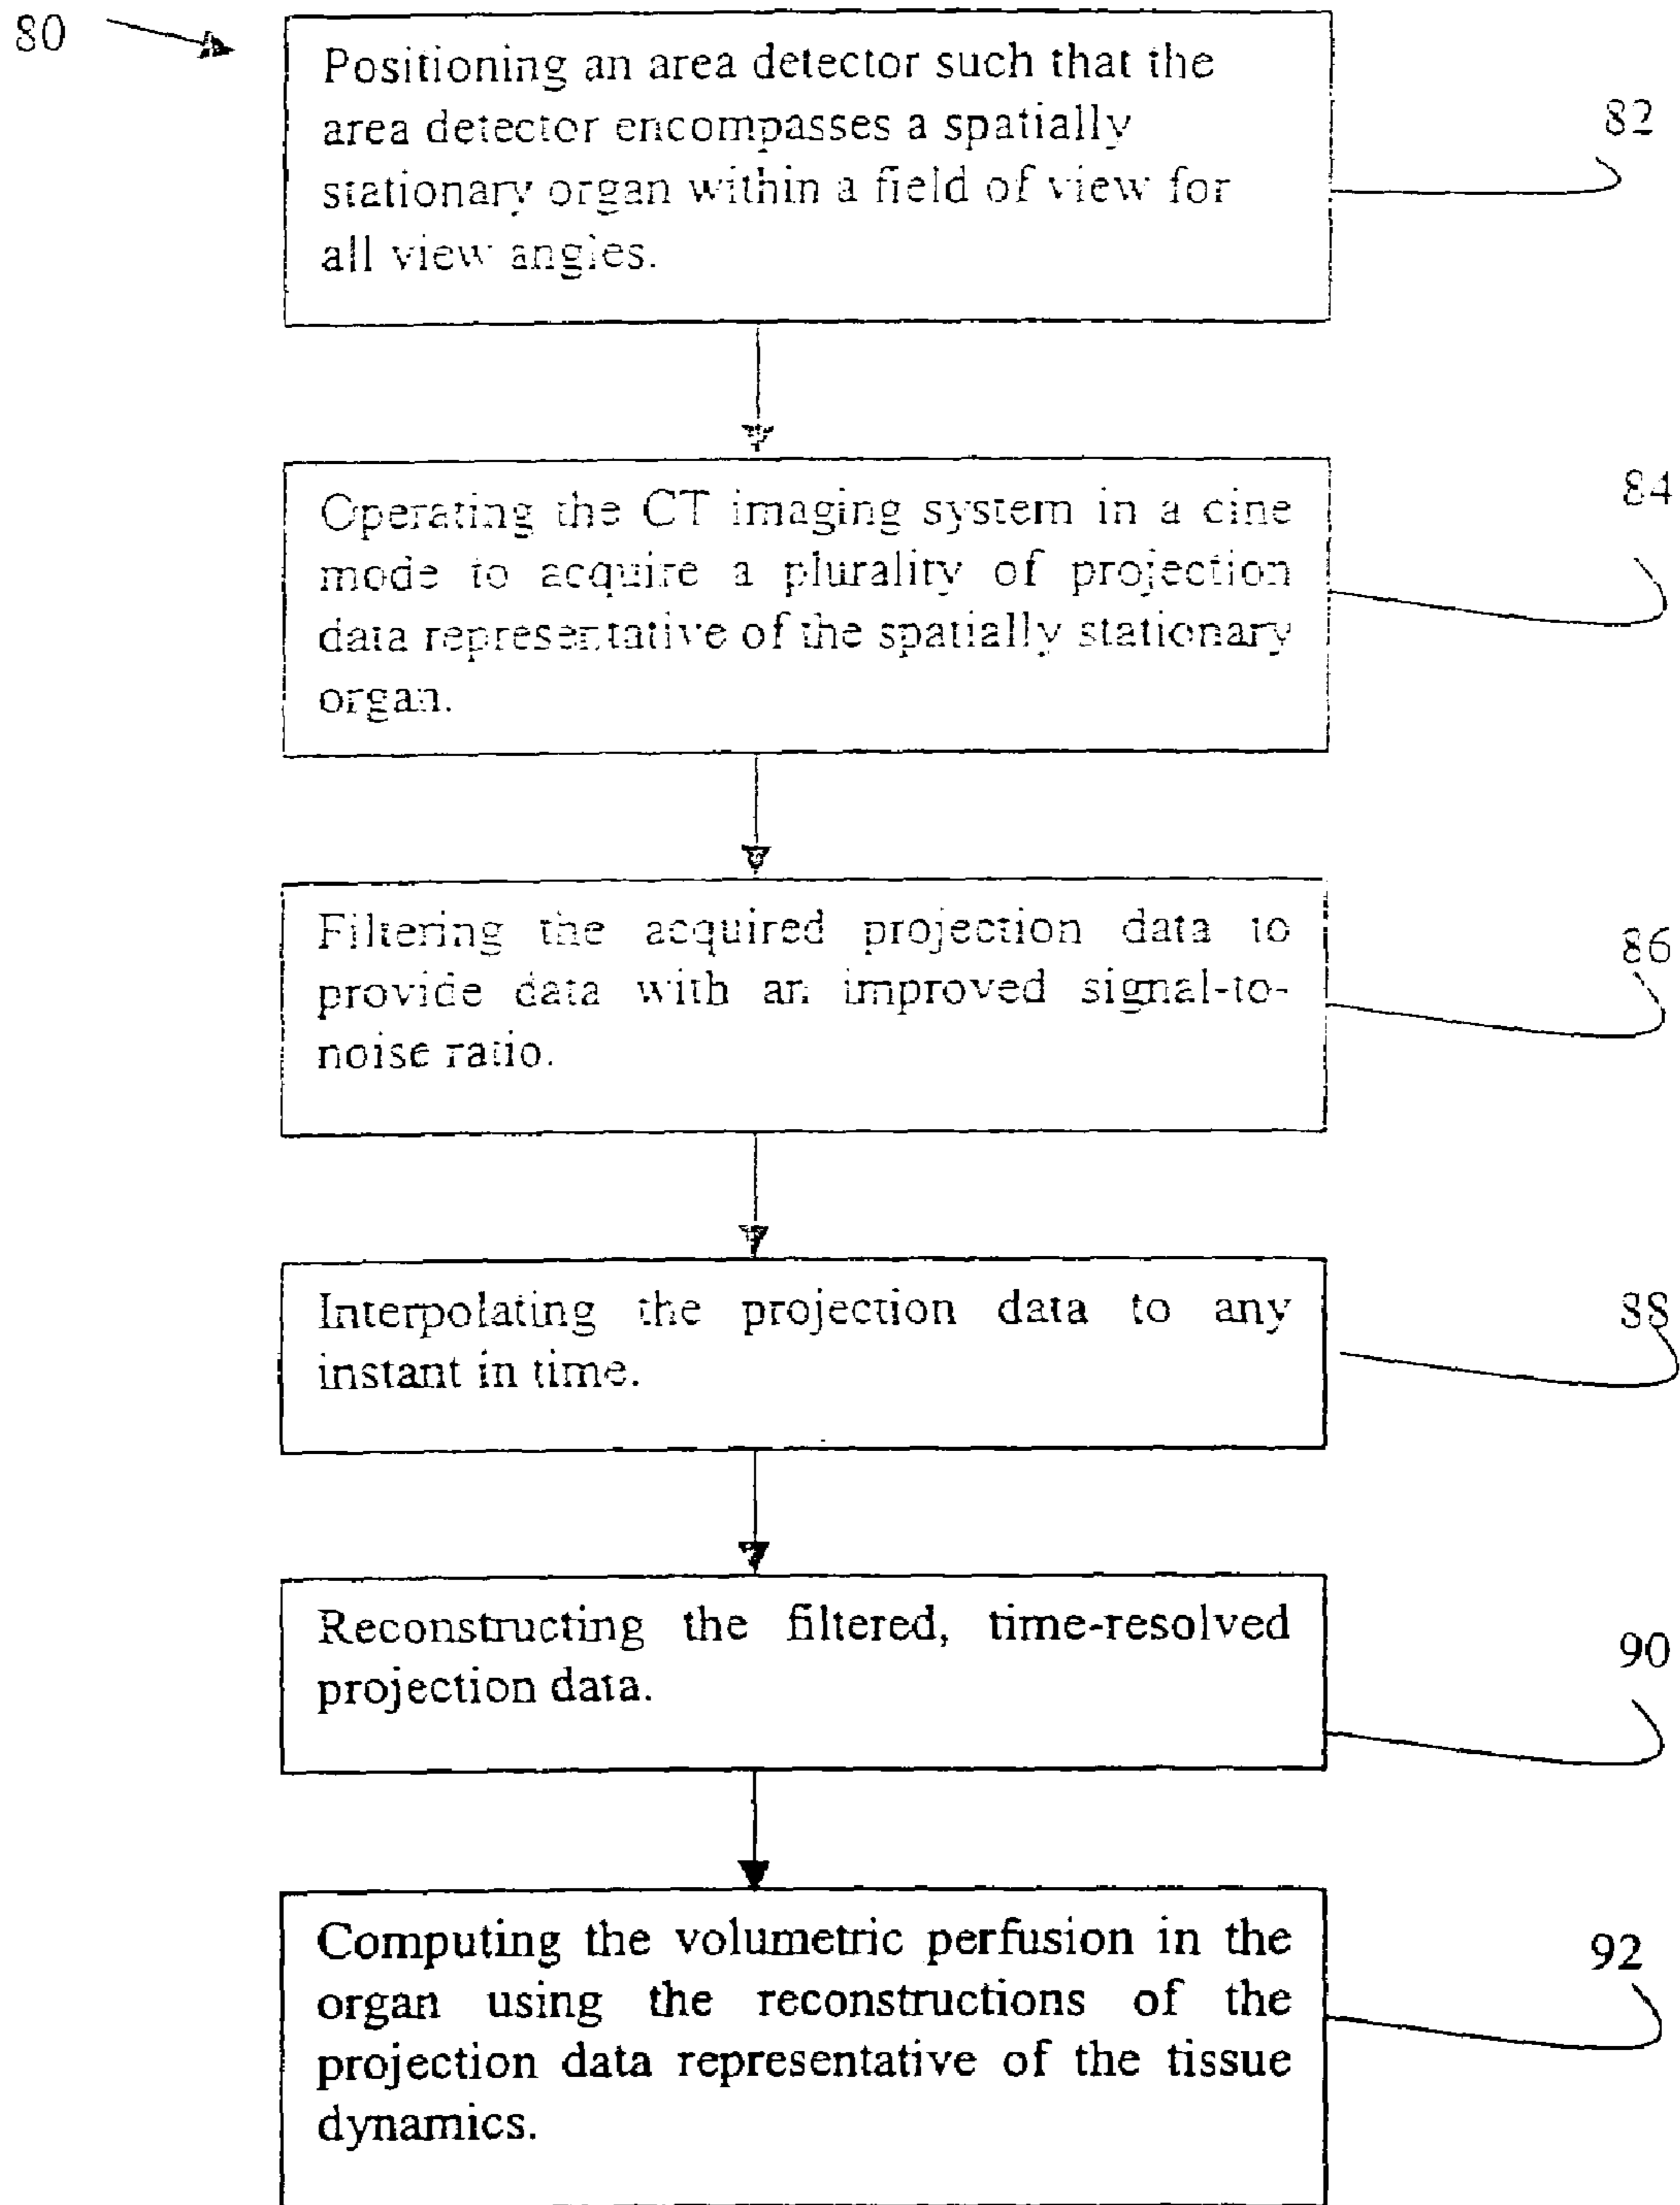 80
Positioning an area detector such that the
area detector encompasses a spatially
stationary organ within a field of view for
all view angles.
82
Operating the CT imaging system in a cine
mode to acquire a plurality of projection
data representative of the spatially stationary
organ.
84
Filtering the acquired projection data to
provide data with an improved signal-to-
noise ratio.
86
Interpolating the projection data to any
instant in time.
88
Reconstructing the filtered, time-resolved
projection data.
90
Computing the volumetric perfusion in the
organ using the reconstructions of the
projection data representative of the tissue
dynamics.
92